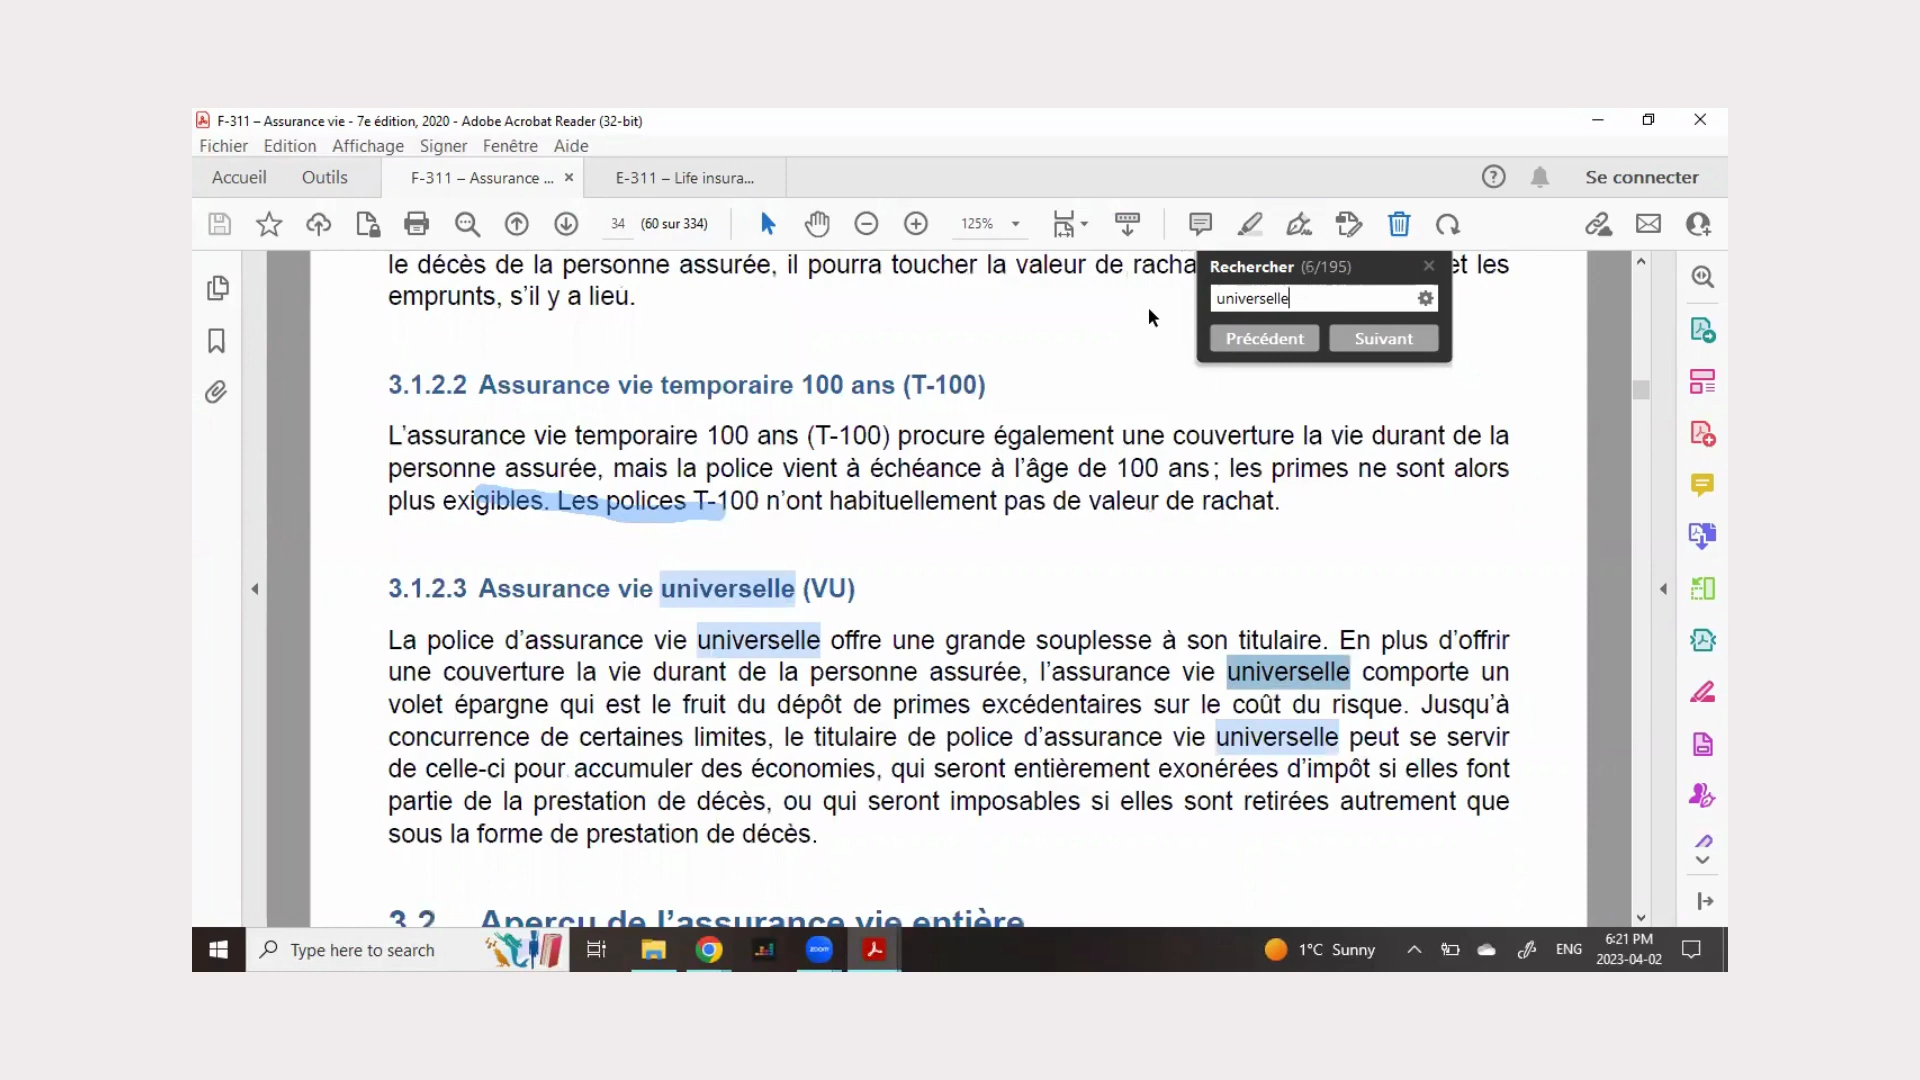 F-311 – Assurance vie - 7e édition, 2020 - Adobe Acrobat Reader (32-bit)
Fichier Edition Affichage Signer Fenêtre Aide
Accueil Outils F-311 – Assurance ... × E-311 – Life insura... Se connecter
34 (60 sur 334) 125%
le décès de la personne assurée, il pourra toucher la valeur de racha et les
emprunts, s'il y a lieu.
Rechercher (6/195)
universelle
Précédent Suivant
3.1.2.2 Assurance vie temporaire 100 ans (T-100)
L'assurance vie temporaire 100 ans (T-100) procure également une couverture la vie durant de la
personne assurée, mais la police vient à échéance à l'âge de 100 ans; les primes ne sont alors
plus exigibles. Les polices T-100 n'ont habituellement pas de valeur de rachat.
3.1.2.3 Assurance vie universelle (VU)
La police d'assurance vie universelle offre une grande souplesse à son titulaire. En plus d'offrir
une couverture la vie durant de la personne assurée, l'assurance vie universelle comporte un
volet épargne qui est le fruit du dépôt de primes excédentaires sur le coût du risque. Jusqu'à
concurrence de certaines limites, le titulaire de police d'assurance vie universelle peut se servir
de celle-ci pour accumuler des économies, qui seront entièrement exonérées d'impôt si elles font
partie de la prestation de décès, ou qui seront imposables si elles sont retirées autrement que
sous la forme de prestation de décès.
3.2 Aperçu de l'assurance vie entière
Type here to search zoom 1°C Sunny ENG 6:21 PM
2023-04-02